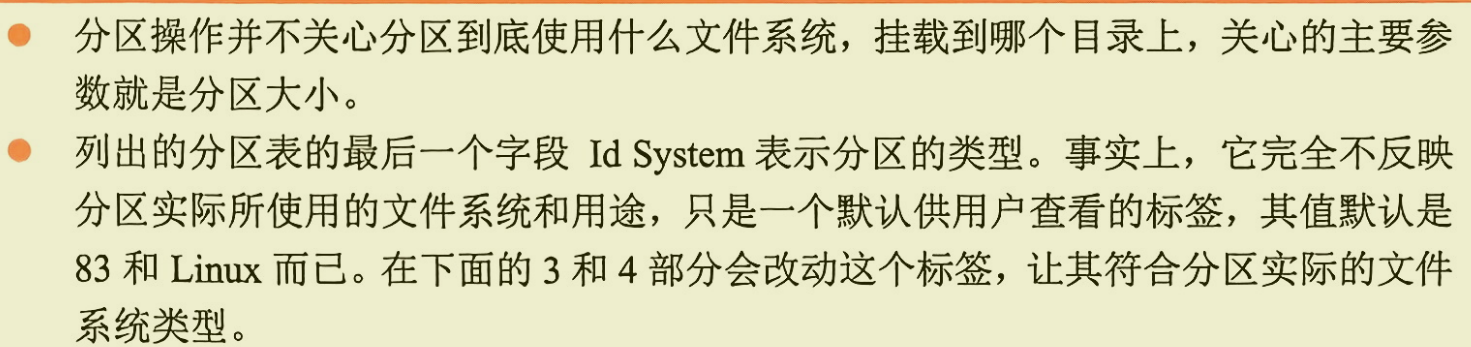 分区操作并不关心分区到底使用什么文件系统，挂载到哪个目录上，关心的主要参
数就是分区大小。
列出的分区表的最后一个字段 Id System 表示分区的类型。事实上，它完全不反映
分区实际所使用的文件系统和用途，只是一个默认供用户查看的标签，其值默认是
83 和 Linux 而已。在下面的 3 和 4 部分会改动这个标签，让其符合分区实际的文件
系统类型。